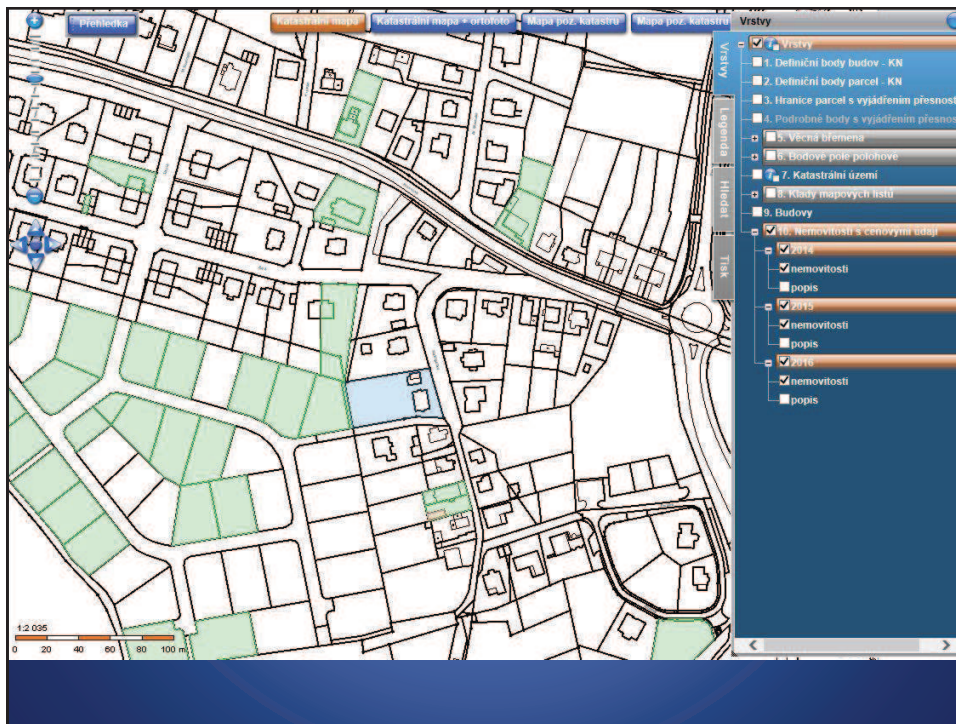 Přehledka
Katastrální mapa
Katastrální mapa + ortofoto
Mapa poz. katastru
Mapa poz. katastru
Vrstvy
Vrstvy
Legenda
Hledat
Tisk
Vrstvy
1. Definiční body budov - KN
2. Definiční body parcel - KN
3. Hranice parcel s vyjádřením přesnost
4. Podrobné body s vyjádřením přesnos
5. Věcná břemena
6. Bodové pole polohové
7. Katastrální území
8. Klady mapových listů
9. Budovy
10. Nemovitosti s cenovými údaji
2014
nemovitosti
popis
2015
nemovitosti
popis
2016
nemovitosti
popis
1:2 035
0 20 40 60 80 100 m